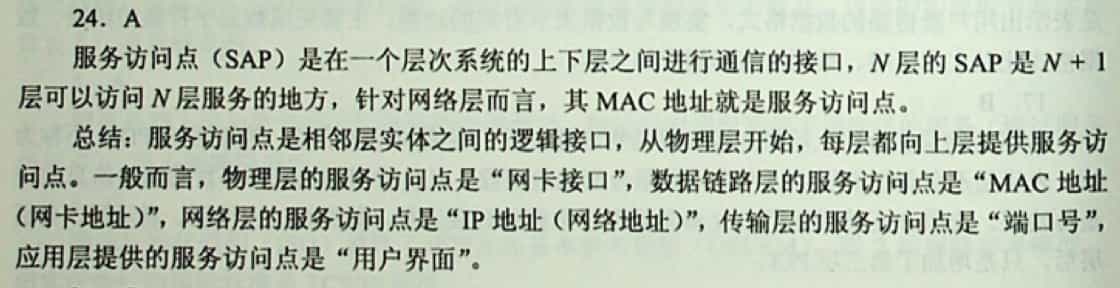 24. A
服务访问点（SAP）是在一个层次系统的上下层之间进行通信的接口，N 层的 SAP 是 N + 1
层可以访问 N 层服务的地方，针对网络层而言，其 MAC 地址就是服务访问点。
总结：服务访问点是相邻层实体之间的逻辑接口，从物理层开始，每层都向上层提供服务访
问点。一般而言，物理层的服务访问点是“网卡接口”，数据链路层的服务访问点是“MAC 地址
（网卡地址）”，网络层的服务访问点是“IP 地址（网络地址）”，传输层的服务访问点是“端口号”，
应用层提供的服务访问点是“用户界面”。